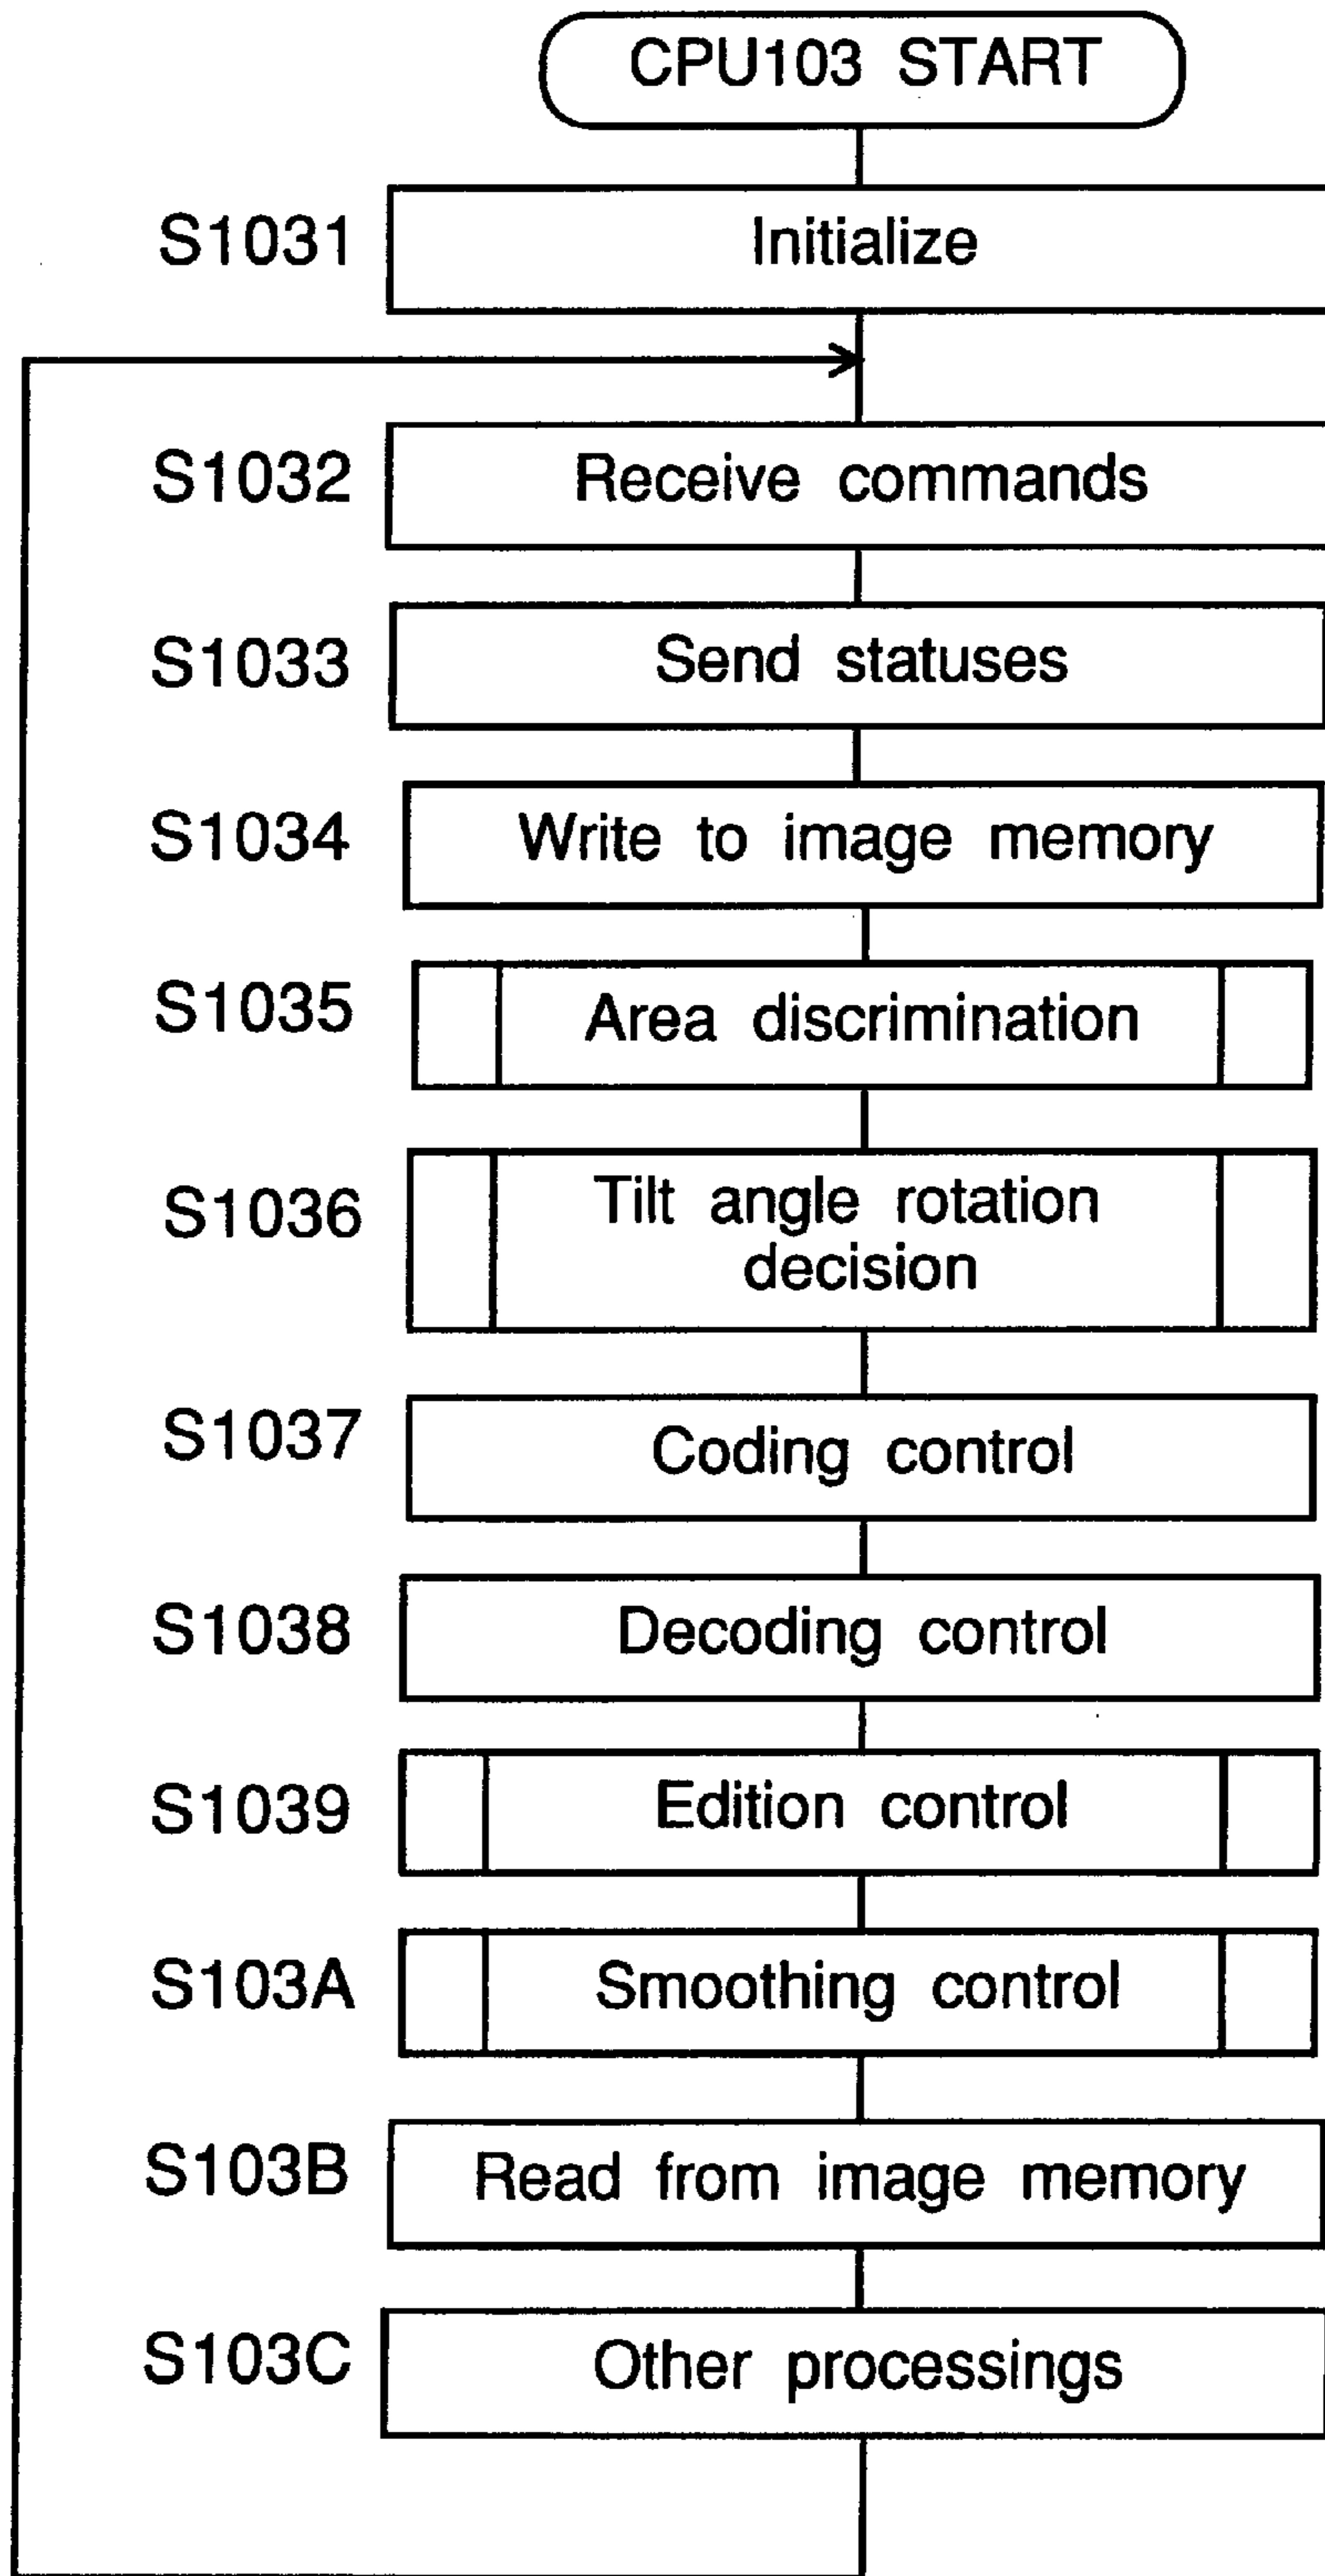 CPU103 START
S1031 Initialize
S1032 Receive commands
S1033 Send statuses
S1034 Write to image memory
S1035 Area discrimination
S1036 Tilt angle rotation
decision
S1037 Coding control
S1038 Decoding control
S1039 Edition control
S103A Smoothing control
S103B Read from image memory
S103C Other processings